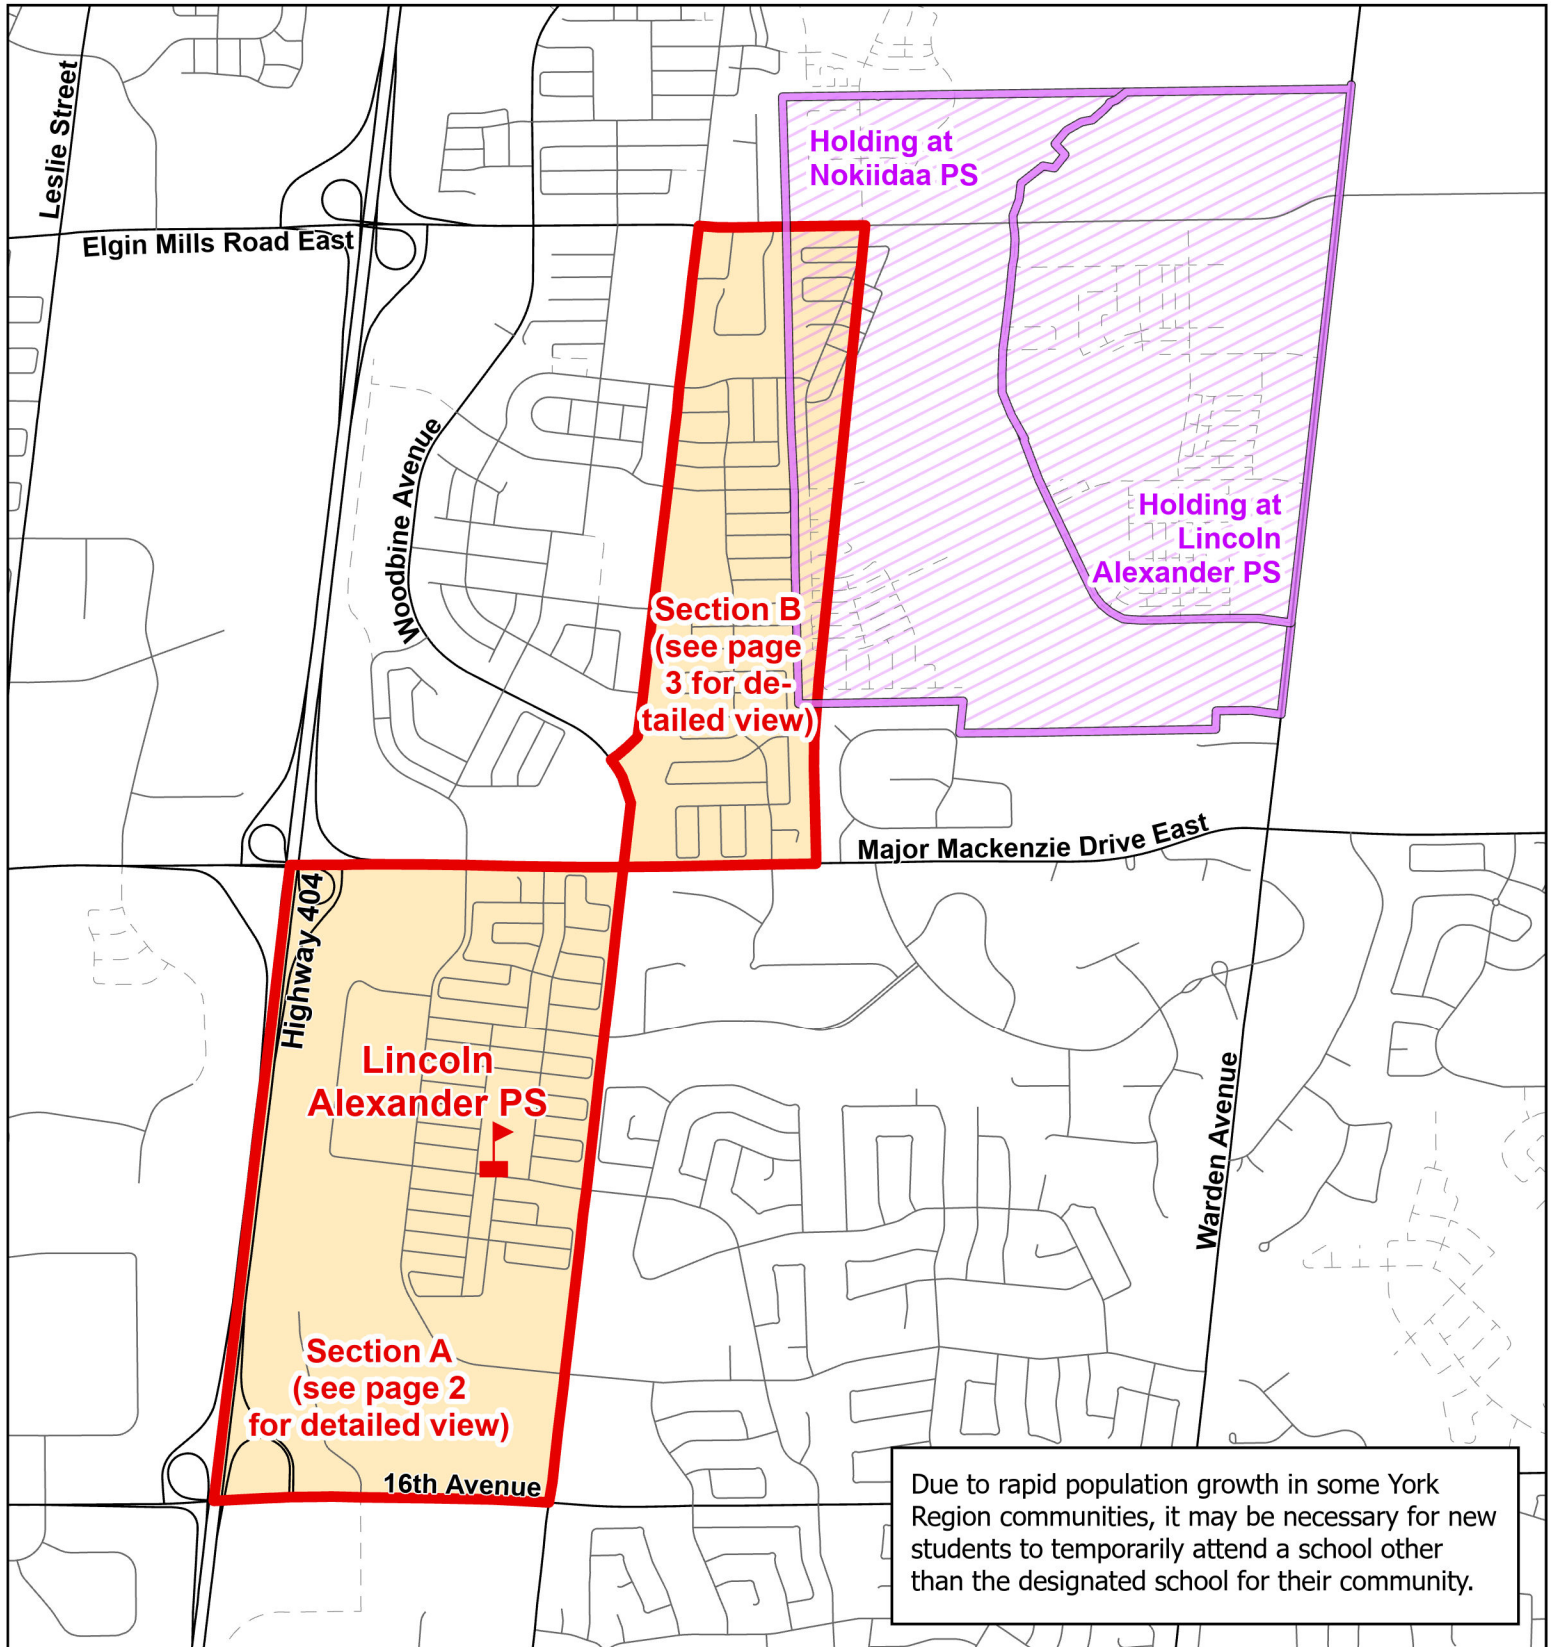 Leslie Street
Elgin Mills Road East
Holding at
Nokiidaa PS
Woodbine Avenue
Holding at
Lincoln
Alexander PS
Section B
(see page
3 for de-
tailed view)
Major Mackenzie Drive East
Highway 404
Lincoln
Alexander PS
Warden Avenue
Section A
(see page 2
for detailed view)
16th Avenue
Due to rapid population growth in some York
Region communities, it may be necessary for new
students to temporarily attend a school other
than the designated school for their community.